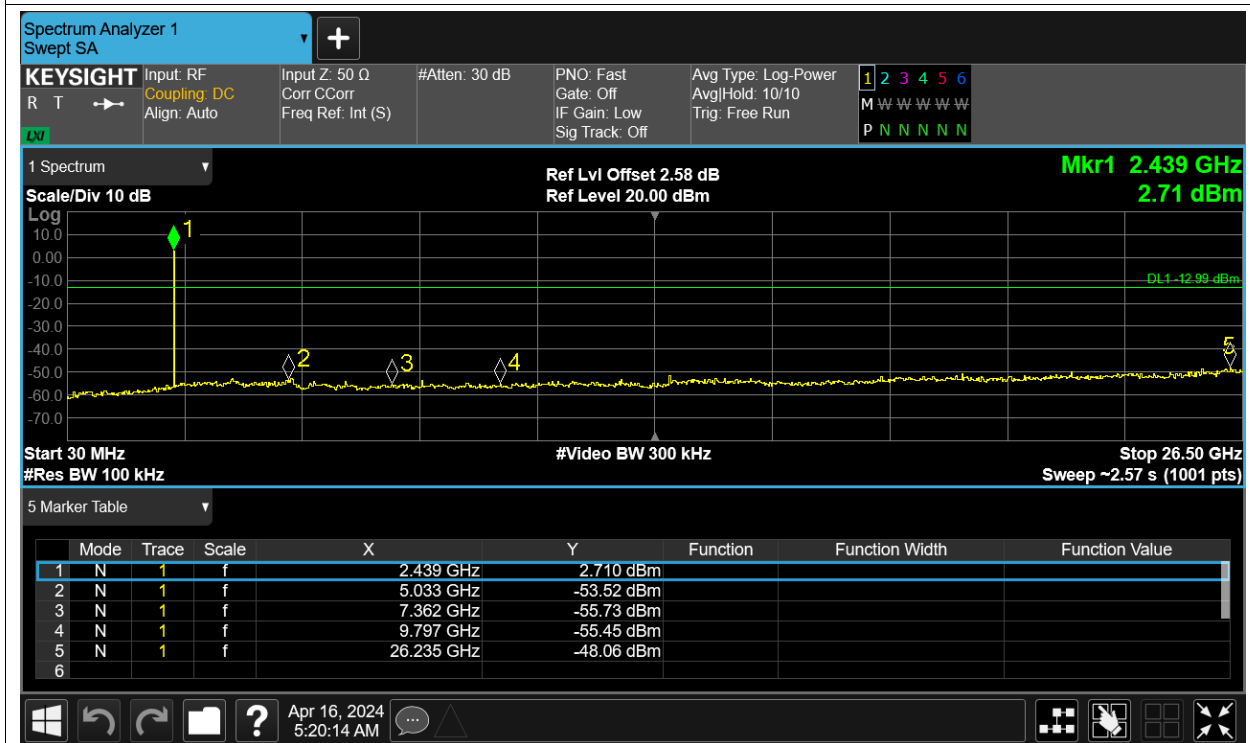 Spectrum Analyzer 1
Swept SA
KEYSIGHT
R T
LXI
Input: RF
Coupling: DC
Align: Auto
Input Z: 50 Ω
Corr CCorr
Freq Ref: Int (S)
#Atten: 30 dB
PNO: Fast
Gate: Off
IF Gain: Low
Sig Track: Off
Avg Type: Log-Power
Avg|Hold: 10/10
Trig: Free Run
1 2 3 4 5 6
M W W W W W
P N N N N N
1 Spectrum
Scale/Div 10 dB
Ref Lvl Offset 2.58 dB
Ref Level 20.00 dBm
Mkr1 2.439 GHz
2.71 dBm
Log
10.0
0.00
-10.0
-20.0
-30.0
-40.0
-50.0
-60.0
-70.0
1
2
3
4
5
DL1 -12.99 dBm
Start 30 MHz
#Res BW 100 kHz
#Video BW 300 kHz
Stop 26.50 GHz
Sweep ~2.57 s (1001 pts)
5 Marker Table
Mode Trace Scale X Y Function Function Width Function Value
1 N 1 f 2.439 GHz 2.710 dBm
2 N 1 f 5.033 GHz -53.52 dBm
3 N 1 f 7.362 GHz -55.73 dBm
4 N 1 f 9.797 GHz -55.45 dBm
5 N 1 f 26.235 GHz -48.06 dBm
6
?
Apr 16, 2024
5:20:14 AM